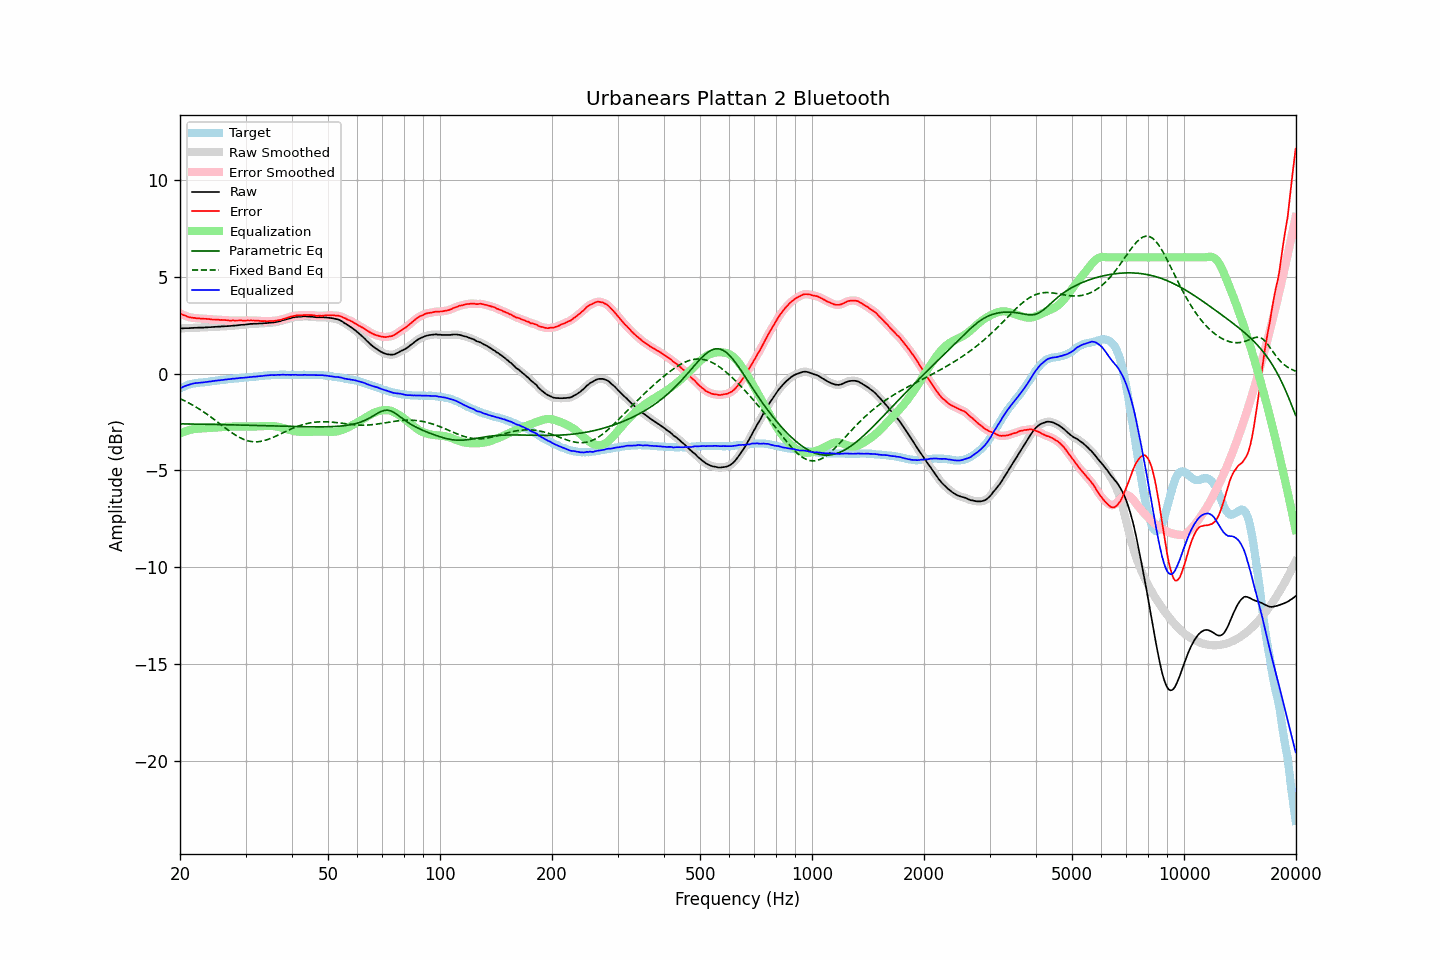 Urbanears Plattan 2 Bluetooth
Target
Raw Smoothed
Error Smoothed
Raw
Error
Equalization
Parametric Eq
Fixed Band Eq
Equalized
10
5
0
−5
−10
−15
−20
Amplitude (dBr)
20
50
100
200
500
1000
2000
5000
10000
20000
Frequency (Hz)